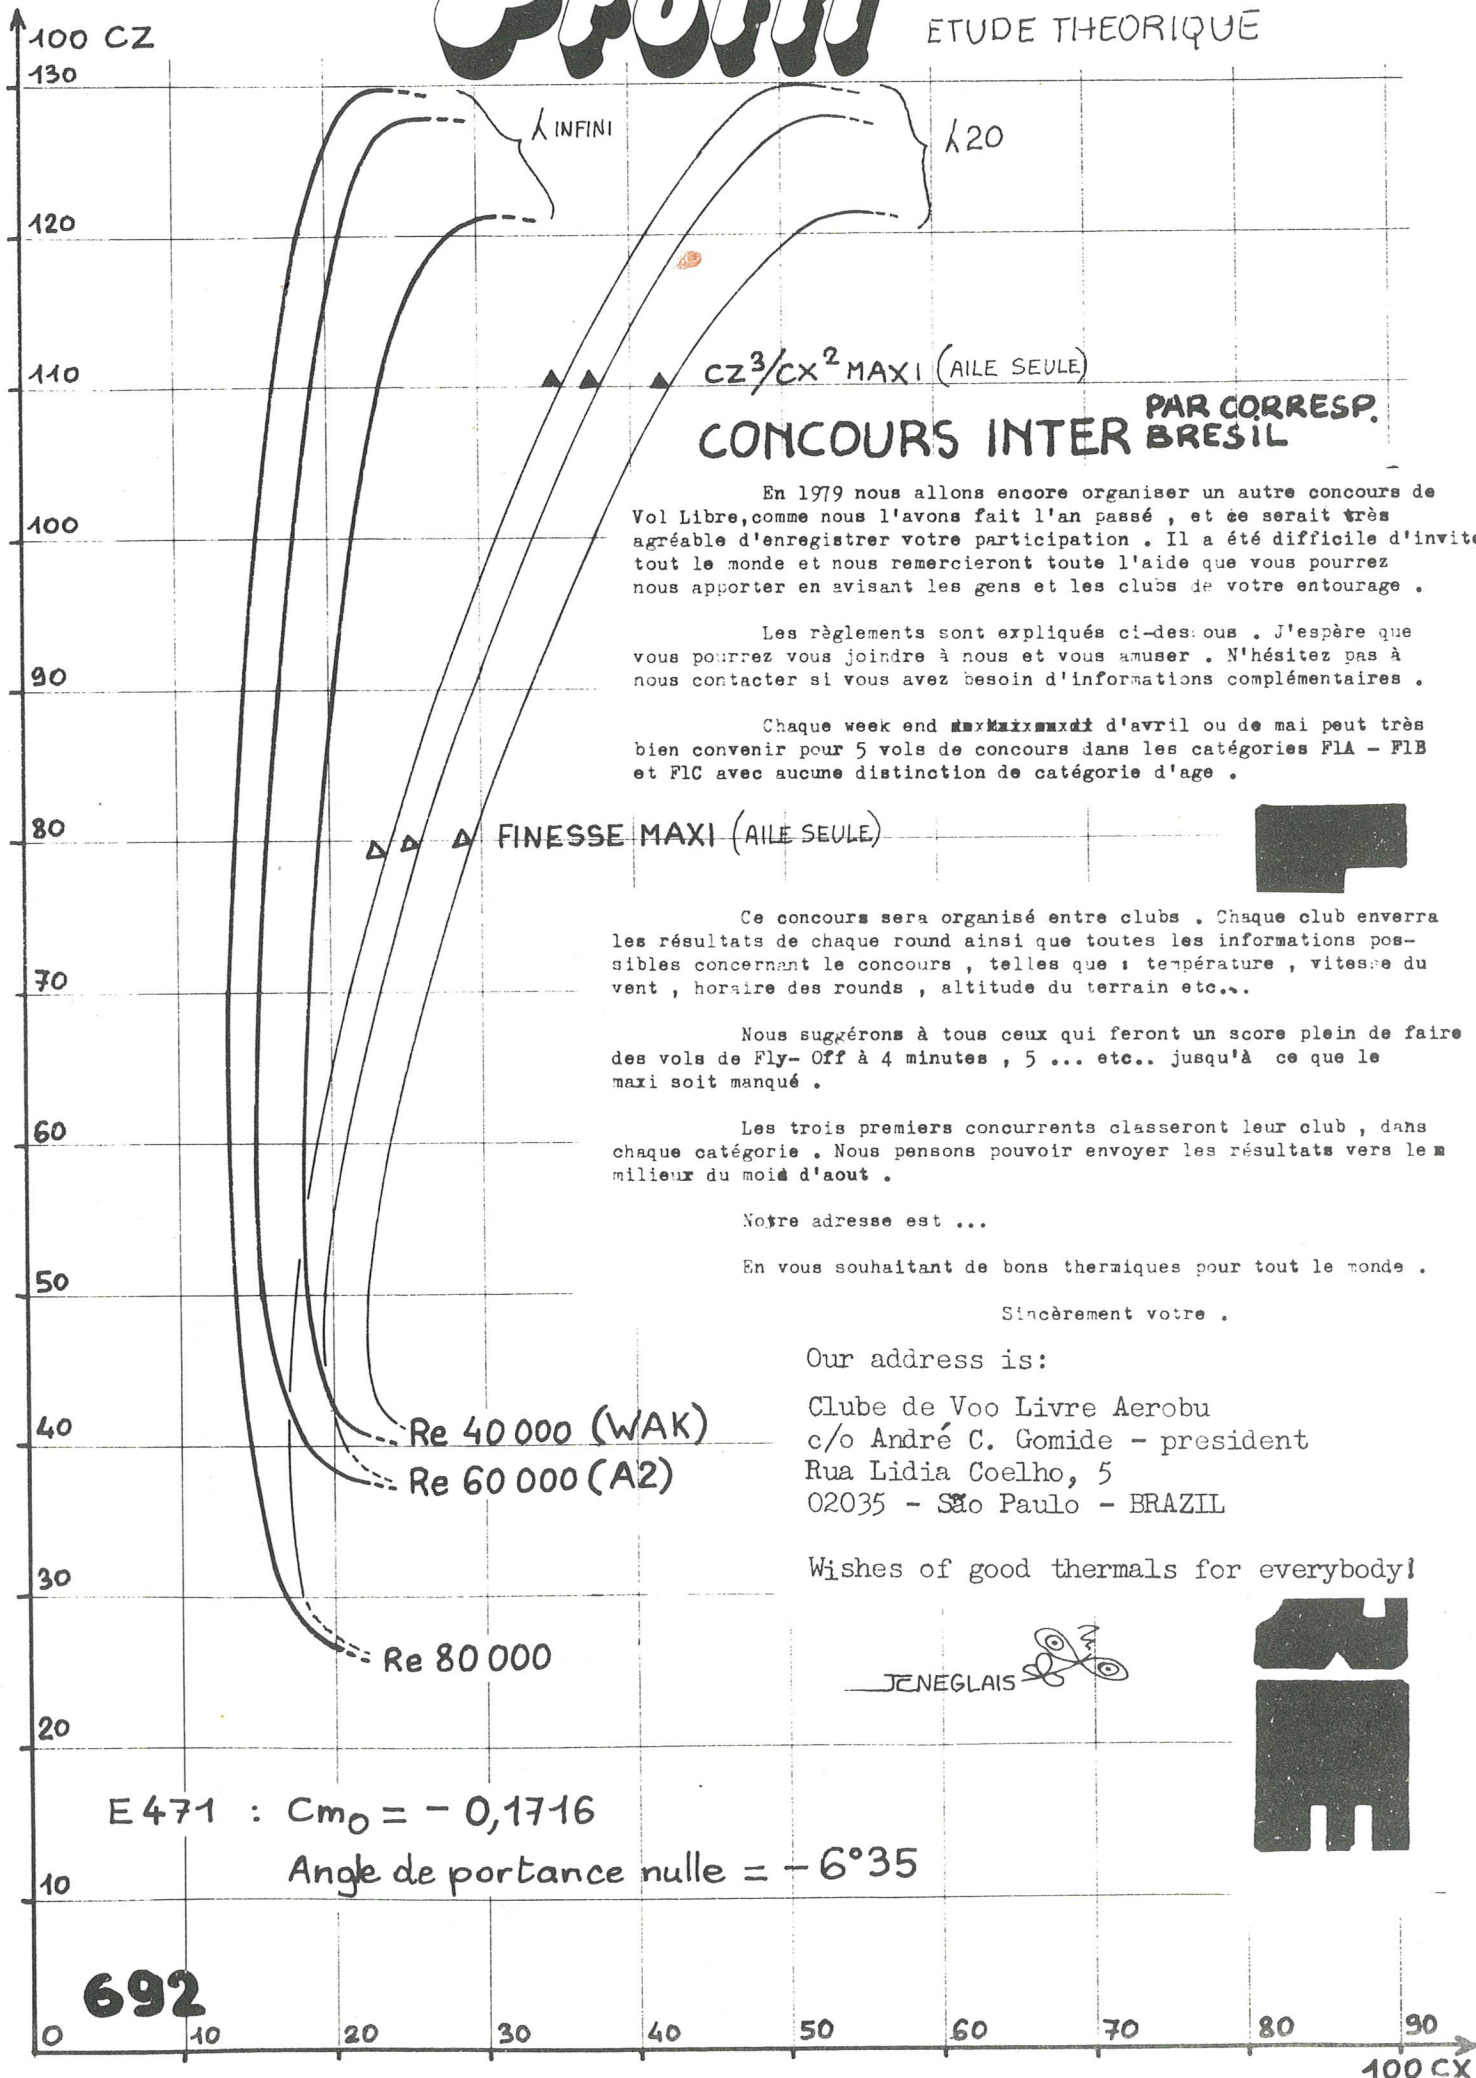 Profil
ETUDE THEORIQUE
100 CZ
130
λ INFINI
λ20
120
110
CZ³/CX² MAXI (AILE SEULE)
CONCOURS INTER PAR CORRESP. BRESIL
En 1979 nous allons encore organiser un autre concours de
Vol Libre,comme nous l'avons fait l'an passé , et ce serait très
agréable d'enregistrer votre participation . Il a été difficile d'invite
tout le monde et nous remercieront toute l'aide que vous pourrez
nous apporter en avisant les gens et les clubs de votre entourage .
100
Les règlements sont expliqués ci-dessous . J'espère que
vous pourrez vous joindre à nous et vous amuser . N'hésitez pas à
nous contacter si vous avez besoin d'informations complémentaires .
90
Chaque week end d'avril ou de mai peut très
bien convenir pour 5 vols de concours dans les catégories F1A - F1B
et F1C avec aucune distinction de catégorie d'age .
80
FINESSE MAXI (AILE SEULE)
Ce concours sera organisé entre clubs . Chaque club enverra
les résultats de chaque round ainsi que toutes les informations pos-
sibles concernant le concours , telles que : température , vitesse du
vent , horaire des rounds , altitude du terrain etc...
70
Nous suggérons à tous ceux qui feront un score plein de faire
des vols de Fly- Off à 4 minutes , 5 ... etc.. jusqu'à ce que le
maxi soit manqué .
60
Les trois premiers concurrents classeront leur club , dans
chaque catégorie . Nous pensons pouvoir envoyer les résultats vers le m
milieux du moid d'aout .
Notre adresse est ...
50
En vous souhaitant de bons thermiques pour tout le monde .
Sincèrement votre .
Our address is:
40
Re 40 000 (WAK)
Re 60 000 (A2)
Clube de Voo Livre Aerobu
c/o André C. Gomide - president
Rua Lidia Coelho, 5
02035 - São Paulo - BRAZIL
30
Wishes of good thermals for everybody!
Re 80 000
JCNEGLAIS
20
E 471 : Cm₀ = - 0,1716
Angle de portance nulle = - 6°35
10
692
0 10 20 30 40 50 60 70 80 90
100 CX